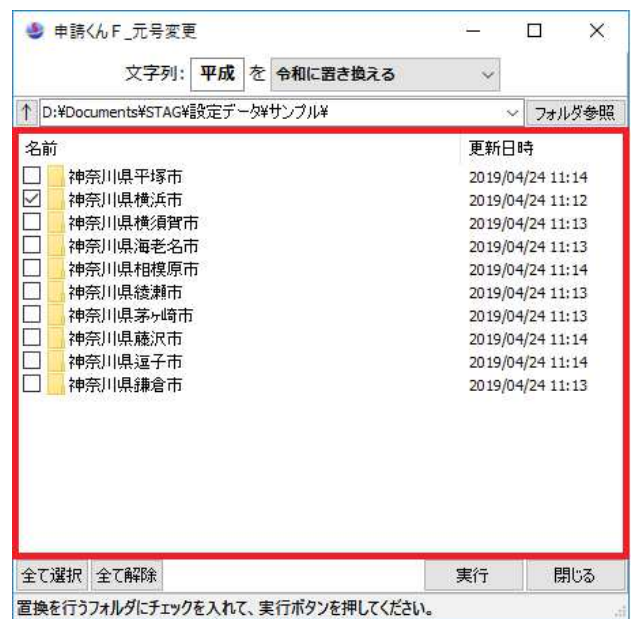 申請くんF_元号変更
文字列: 平成 を 令和に置き換える
↑ D:¥Documents¥STAG¥設定データ¥サンプル¥ フォルダ参照
名前 更新日時
神奈川県平塚市 2019/04/24 11:14
神奈川県横浜市 2019/04/24 11:12
神奈川県横須賀市 2019/04/24 11:13
神奈川県海老名市 2019/04/24 11:13
神奈川県相模原市 2019/04/24 11:14
神奈川県綾瀬市 2019/04/24 11:13
神奈川県茅ヶ崎市 2019/04/24 11:13
神奈川県藤沢市 2019/04/24 11:14
神奈川県逗子市 2019/04/24 11:14
神奈川県鎌倉市 2019/04/24 11:13
全て選択 全て解除 実行 閉じる
置換を行うフォルダにチェックを入れて、実行ボタンを押してください。